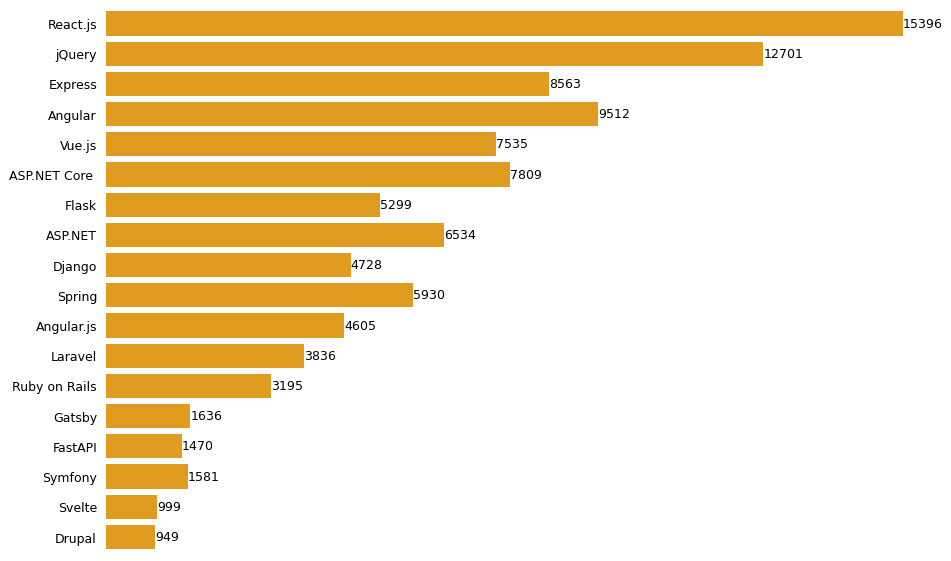 React.js 15396
jQuery 12701
Express 8563
Angular 9512
Vue.js 7535
ASP.NET Core 7809
Flask 5299
ASP.NET 6534
Django 4728
Spring 5930
Angular.js 4605
Laravel 3836
Ruby on Rails 3195
Gatsby 1636
FastAPI 1470
Symfony 1581
Svelte 999
Drupal 949